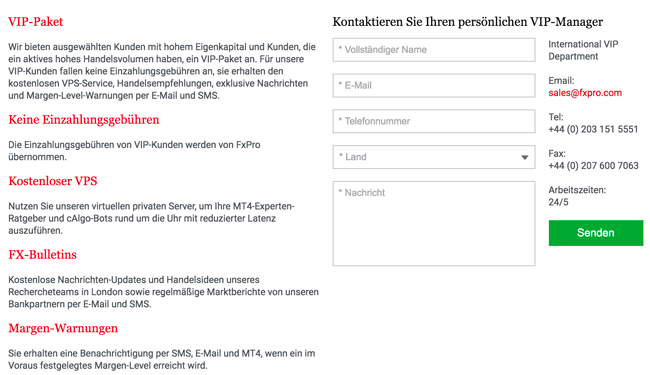 VIP-Paket
Wir bieten ausgewählten Kunden mit hohem Eigenkapital und Kunden, die
ein aktives hohes Handelsvolumen haben, ein VIP-Paket an. Für unsere
VIP-Kunden fallen keine Einzahlungsgebühren an, sie erhalten den
kostenlosen VPS-Service, Handelsempfehlungen, exklusive Nachrichten
und Margen-Level-Warnungen per E-Mail und SMS.
Keine Einzahlungsgebühren
Die Einzahlungsgebühren von VIP-Kunden werden von FxPro
übernommen.
Kostenloser VPS
Nutzen Sie unseren virtuellen privaten Server, um Ihre MT4-Experten-
Ratgeber und cAlgo-Bots rund um die Uhr mit reduzierter Latenz
auszuführen.
FX-Bulletins
Kostenlose Nachrichten-Updates und Handelsideen unseres
Rechercheteams in London sowie regelmäßige Marktberichte von unseren
Bankpartnern per E-Mail und SMS.
Margen-Warnungen
Sie erhalten eine Benachrichtigung per SMS, E-Mail und MT4, wenn ein im
Voraus festgelegtes Margen-Level erreicht wird.
Kontaktieren Sie Ihren persönlichen VIP-Manager
* Vollständiger Name
* E-Mail
* Telefonnummer
* Land
* Nachricht
International VIP
Department
Email:
sales@fxpro.com
Tel:
+44 (0) 203 151 5551
Fax:
+44 (0) 207 600 7063
Arbeitszeiten:
24/5
Senden